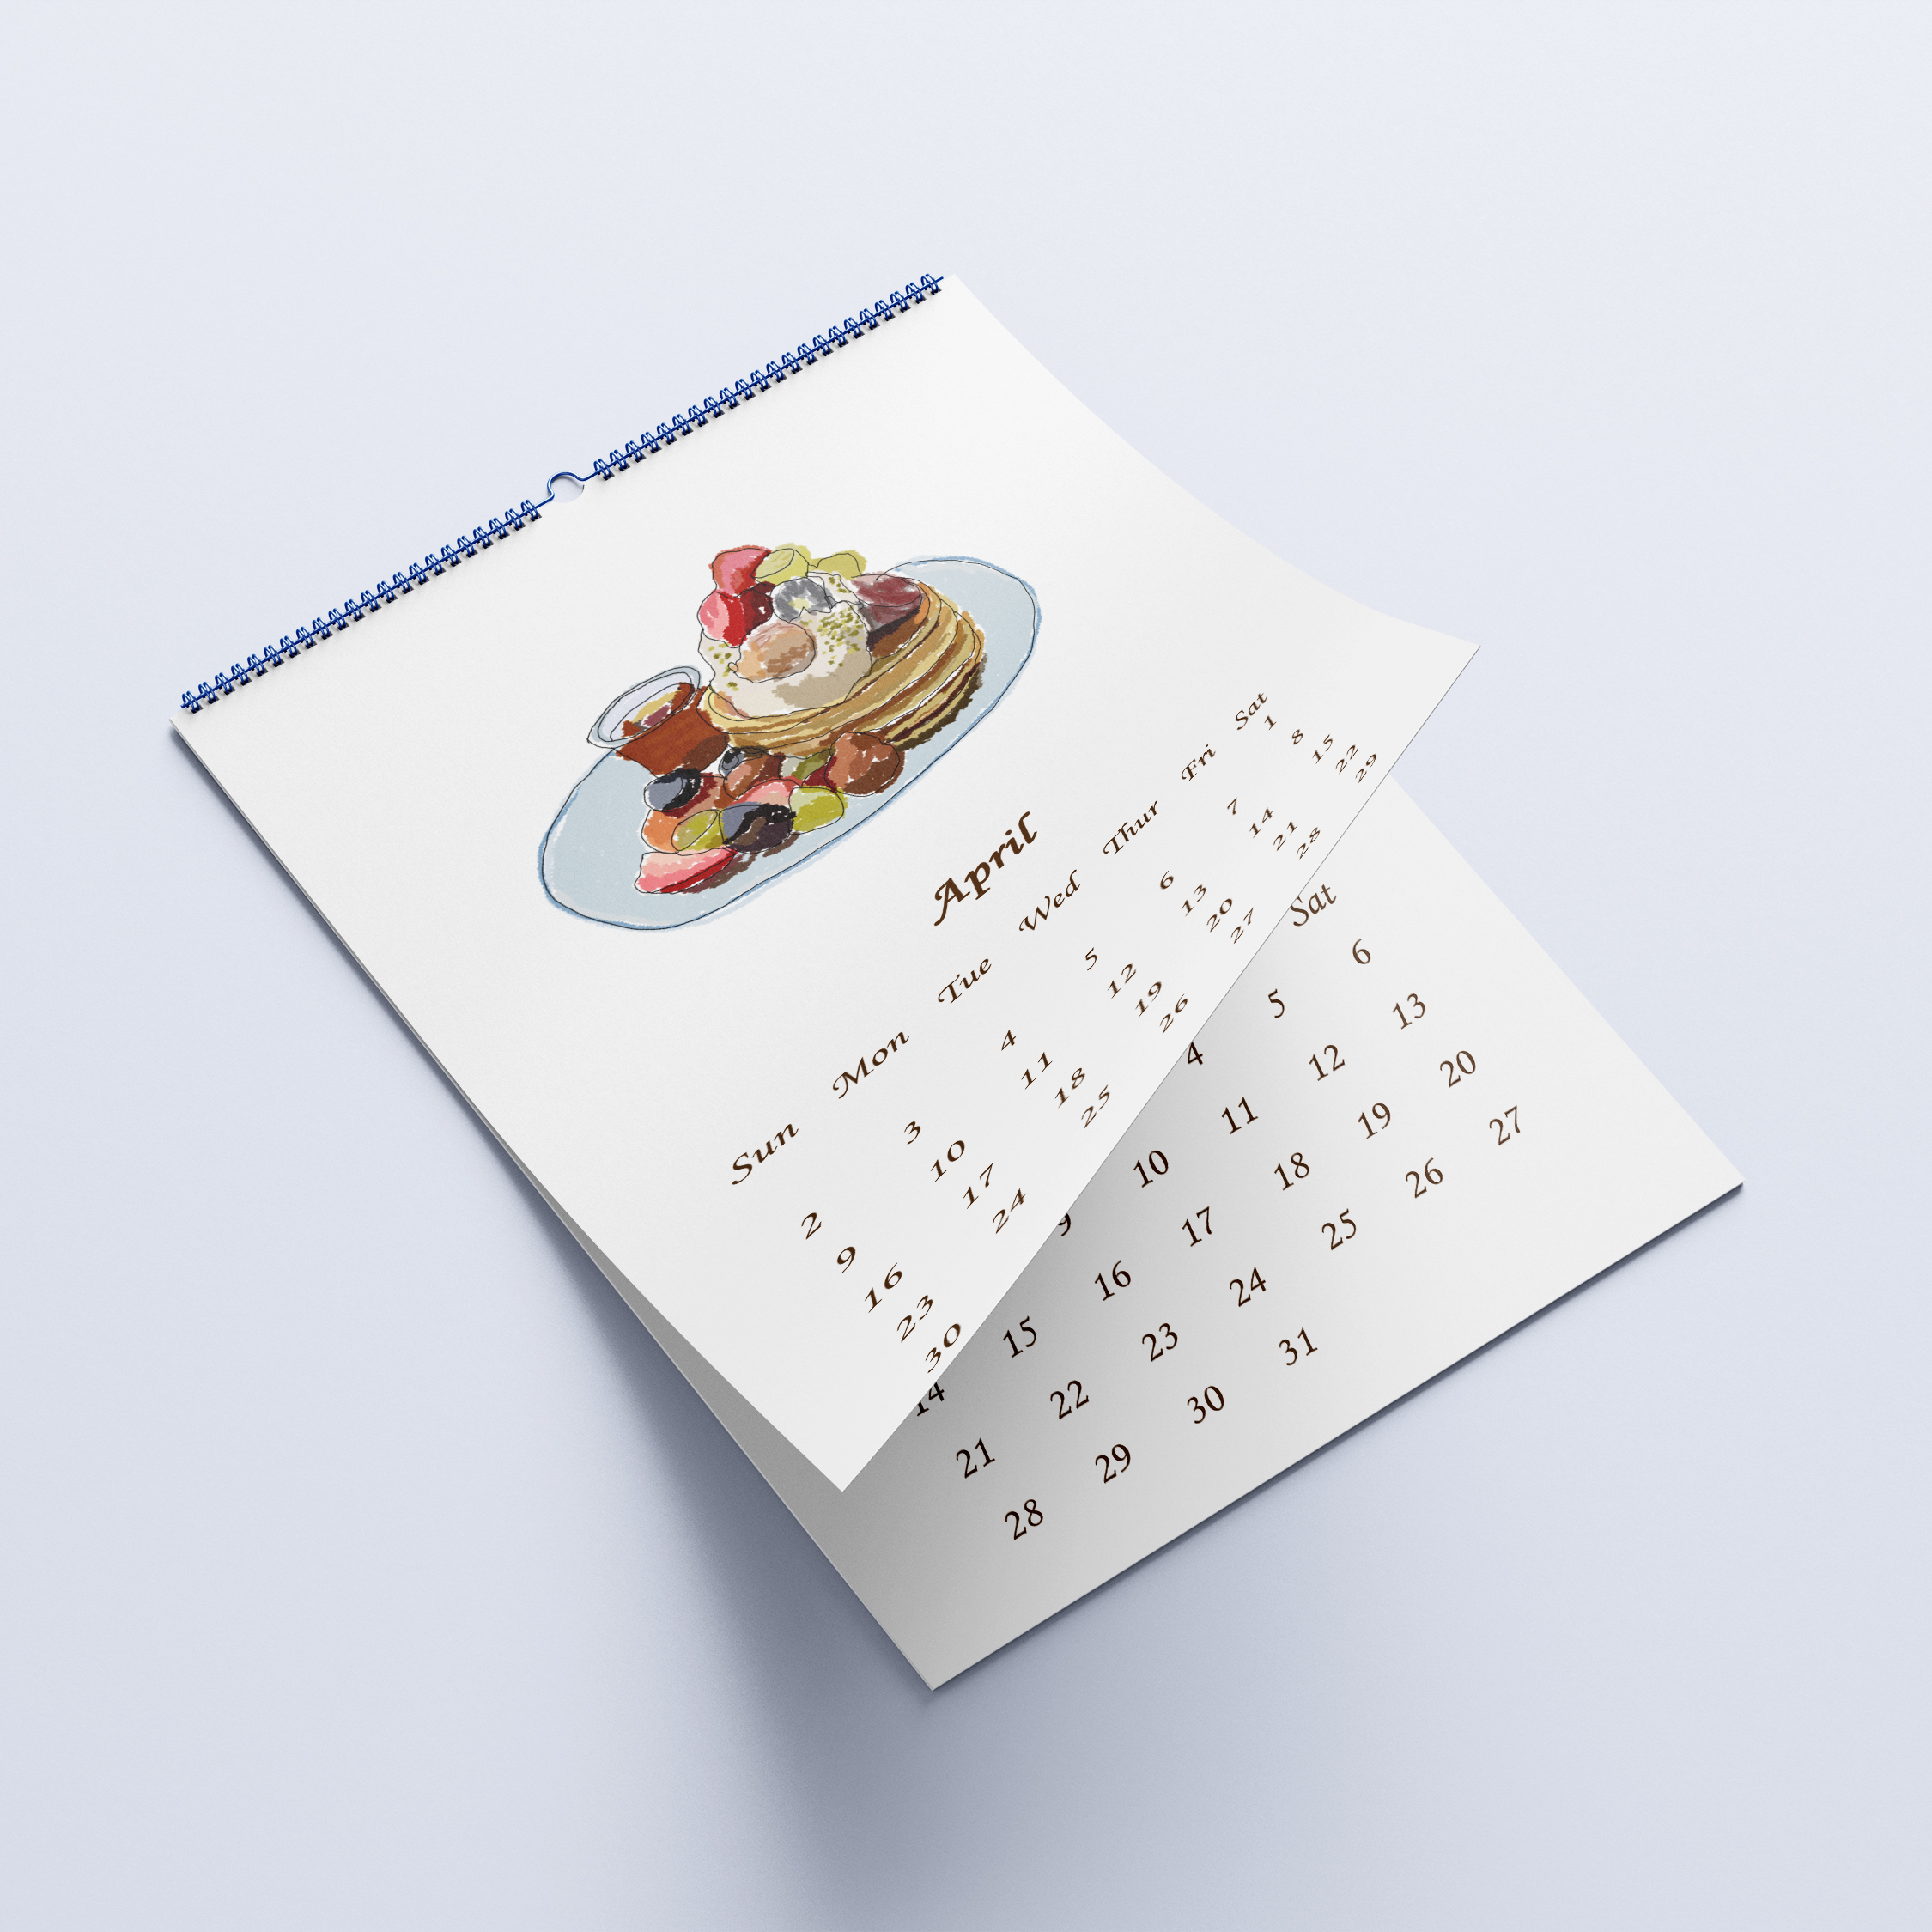 April
Sun Mon Tue Wed Thur Fri Sat
1
2 3 4 5 6 7 8
9 10 11 12 13 14 15
16 17 18 19 20 21 22
23 24 25 26 27 28 29
30
Sat
4 5 6
9 10 11 12 13
14 15 16 17 18 19 20
21 22 23 24 25 26 27
28 29 30 31